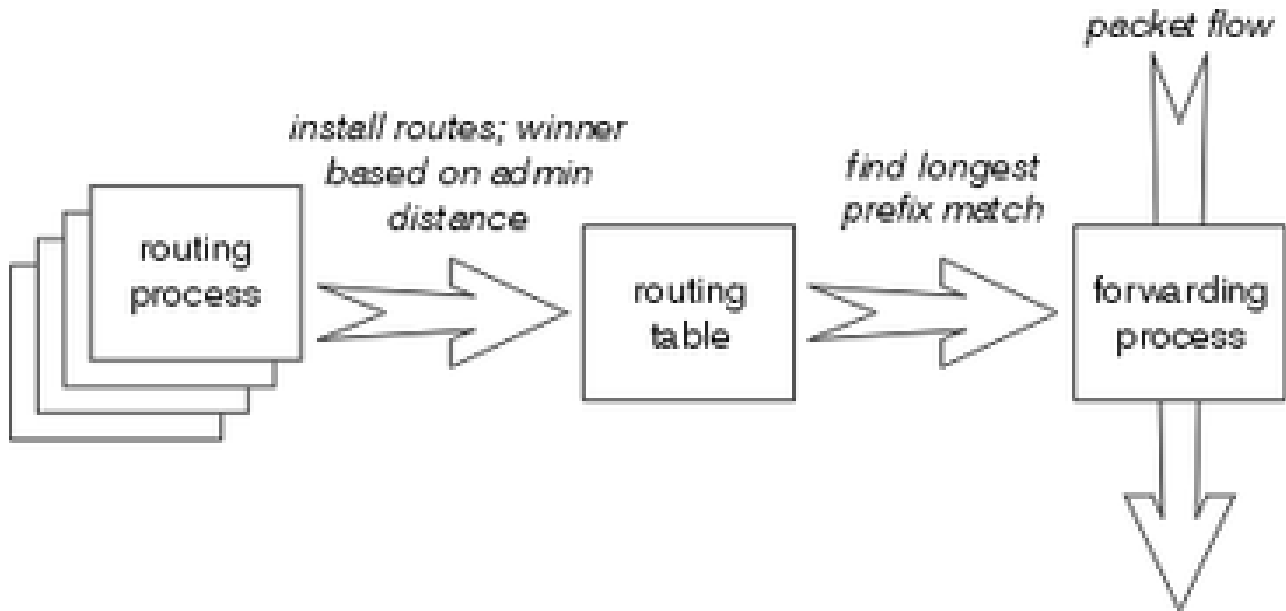 packet flow
install routes; winner
based on admin
distance
find longest
prefix match
routing
process
routing
table
forwarding
process